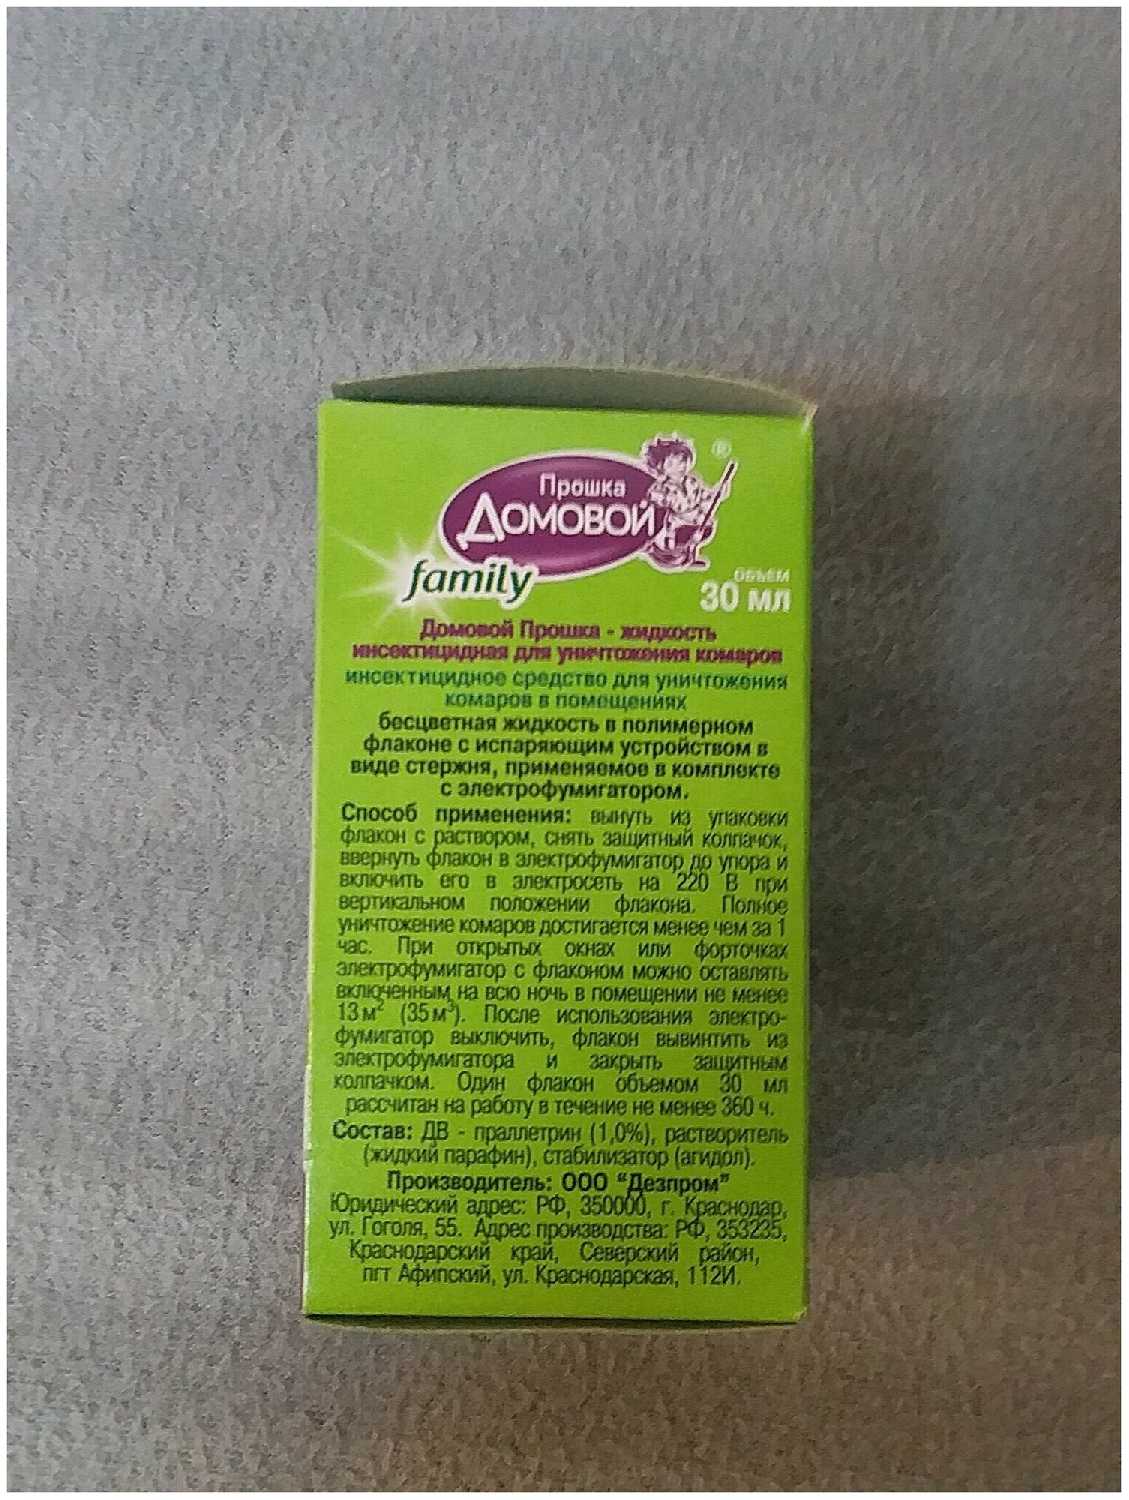 Прошка
®
Домовой
family
объем
30 мл
Домовой Прошка - жидкость
инсектицидная для уничтожения комаров
инсектицидное средство для уничтожения
комаров в помещениях
бесцветная жидкость в полимерном
флаконе с испаряющим устройством в
виде стержня, применяемое в комплекте
с электрофумигатором.
Способ применения: вынуть из упаковки
флакон с раствором, снять защитный колпачок,
ввернуть флакон в электрофумигатор до упора и
включить его в электросеть на 220 В при
вертикальном положении флакона. Полное
уничтожение комаров достигается менее чем за 1
час. При открытых окнах или форточках
электрофумигатор с флаконом можно оставлять
включенным на всю ночь в помещении не менее
13 м² (35 м³). После использования электро-
фумигатор выключить, флакон вывинтить из
электрофумигатора и закрыть защитным
колпачком. Один флакон объемом 30 мл
рассчитан на работу в течение не менее 360 ч.
Состав: ДВ - праллетрин (1,0%), растворитель
(жидкий парафин), стабилизатор (агидол).
Производитель: ООО "Дезпром"
Юридический адрес: РФ, 350000, г. Краснодар,
ул. Гоголя, 55. Адрес производства: РФ, 353235,
Краснодарский край, Северский район,
пгт Афипский, ул. Краснодарская, 112И.